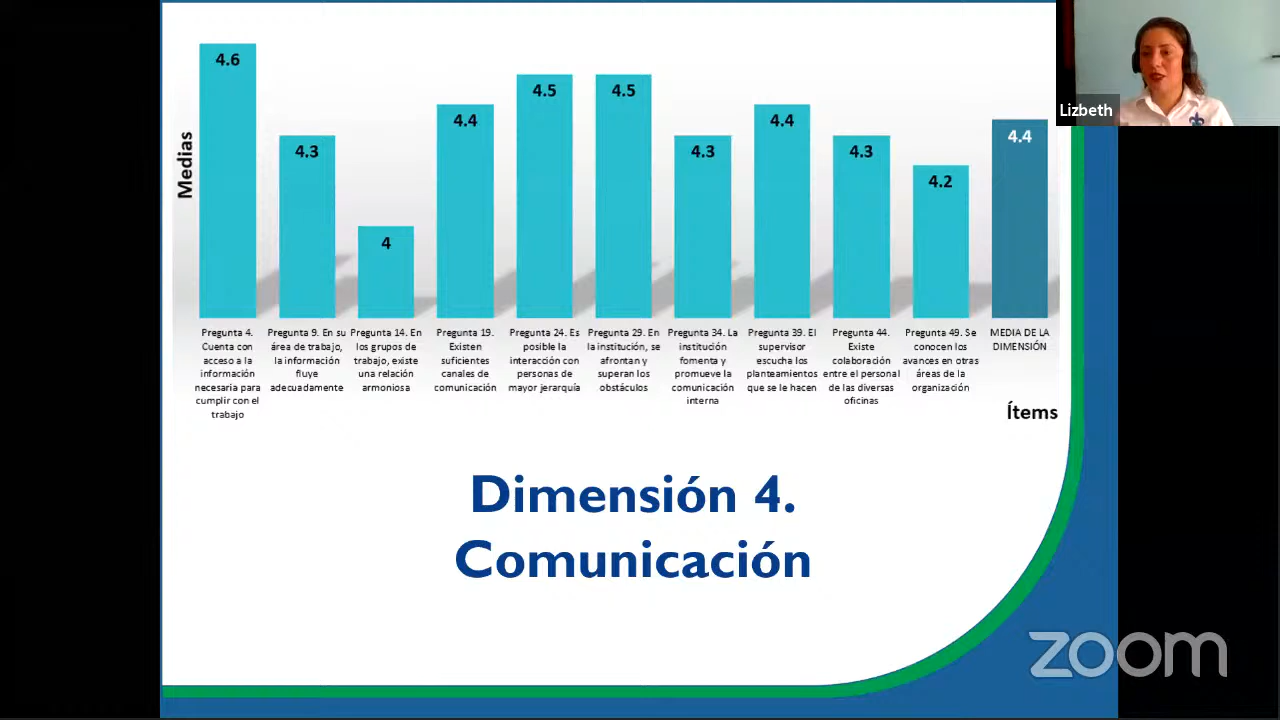 4.6
4.3
4
4.4
4.5
4.5
4.3
4.4
4.3
4.2
4.4
Medias
Pregunta 4.
Cuenta con
acceso a la
información
necesaria para
cumplir con el
trabajo
Pregunta 9. En su
área de trabajo,
la información
fluye
adecuadamente
Pregunta 14. En
los grupos de
trabajo, existe
una relación
armoniosa
Pregunta 19.
Existen
suficientes
canales de
comunicación
Pregunta 24. Es
posible la
interacción con
personas de
mayor jerarquía
Pregunta 29. En
la institución, se
afrontan y
superan los
obstáculos
Pregunta 34. La
institución
fomenta y
promueve la
comunicación
interna
Pregunta 39. El
supervisor
escucha los
planteamientos
que se le hacen
Pregunta 44.
Existe
colaboración
entre el personal
de las diversas
oficinas
Pregunta 49. Se
conocen los
avances en otras
áreas de la
organización
MEDIA DE LA
DIMENSIÓN
Ítems
Dimensión 4.
Comunicación
Lizbeth
zoom